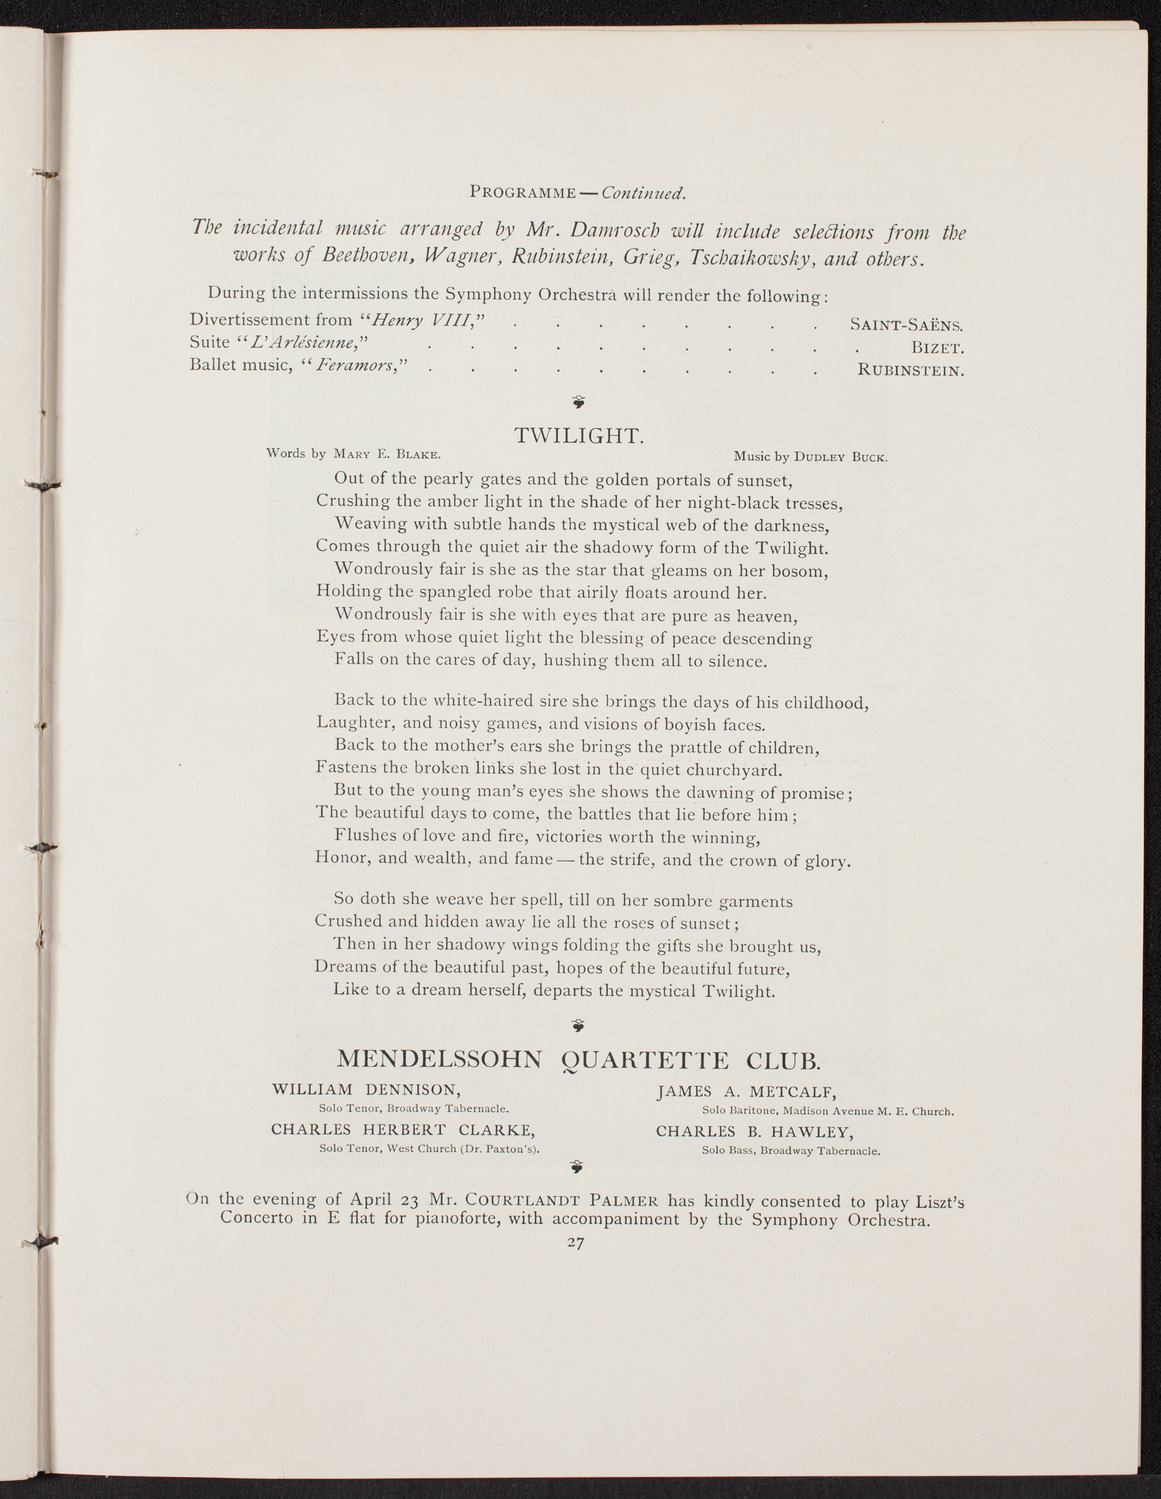 PROGRAMME — Continued.
The incidental music arranged by Mr. Damrosch will include selections from the
works of Beethoven, Wagner, Rubinstein, Grieg, Tschaikowsky, and others.
During the intermissions the Symphony Orchestra will render the following:
Divertissement from “Henry VIII,” . . . . . . . . SAINT-SAËNS.
Suite “L’Arlésienne,” . . . . . . . . . . . BIZET.
Ballet music, “Feramors,” . . . . . . . . . . RUBINSTEIN.
TWILIGHT.
Words by MARY E. BLAKE. Music by DUDLEY BUCK.
Out of the pearly gates and the golden portals of sunset,
Crushing the amber light in the shade of her night-black tresses,
Weaving with subtle hands the mystical web of the darkness,
Comes through the quiet air the shadowy form of the Twilight.
Wondrously fair is she as the star that gleams on her bosom,
Holding the spangled robe that airily floats around her.
Wondrously fair is she with eyes that are pure as heaven,
Eyes from whose quiet light the blessing of peace descending
Falls on the cares of day, hushing them all to silence.
Back to the white-haired sire she brings the days of his childhood,
Laughter, and noisy games, and visions of boyish faces.
Back to the mother’s ears she brings the prattle of children,
Fastens the broken links she lost in the quiet churchyard.
But to the young man’s eyes she shows the dawning of promise;
The beautiful days to come, the battles that lie before him;
Flushes of love and fire, victories worth the winning,
Honor, and wealth, and fame — the strife, and the crown of glory.
So doth she weave her spell, till on her sombre garments
Crushed and hidden away lie all the roses of sunset;
Then in her shadowy wings folding the gifts she brought us,
Dreams of the beautiful past, hopes of the beautiful future,
Like to a dream herself, departs the mystical Twilight.
MENDELSSOHN QUARTETTE CLUB.
WILLIAM DENNISON, JAMES A. METCALF,
Solo Tenor, Broadway Tabernacle. Solo Baritone, Madison Avenue M. E. Church.
CHARLES HERBERT CLARKE, CHARLES B. HAWLEY,
Solo Tenor, West Church (Dr. Paxton’s). Solo Bass, Broadway Tabernacle.
On the evening of April 23 Mr. COURTLANDT PALMER has kindly consented to play Liszt’s
Concerto in E flat for pianoforte, with accompaniment by the Symphony Orchestra.
27